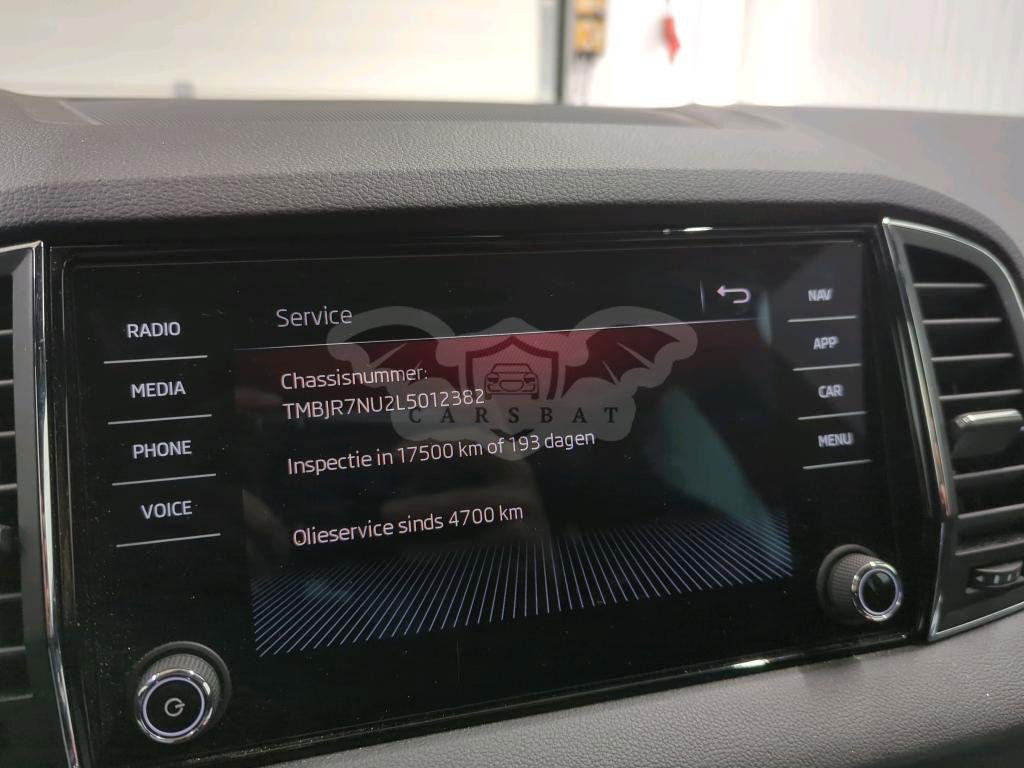 Service
RADIO
MEDIA
PHONE
VOICE
Chassisnummer:
TMBJR7NU2L5012382
Inspectie in 17500 km of 193 dagen
Olieservice sinds 4700 km
NAV
APP
CAR
MENU
CARSBAT